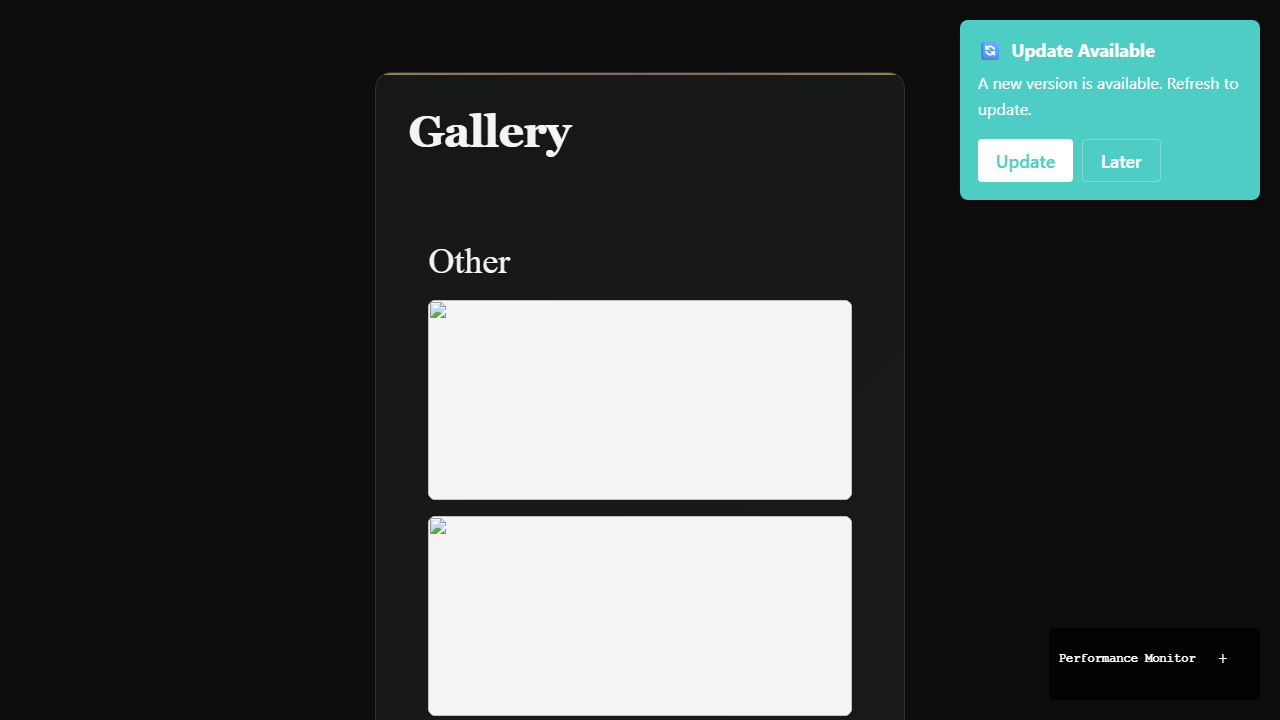 Gallery
Other
Update Available
A new version is available. Refresh to
update.
Update
Later
Performance Monitor +